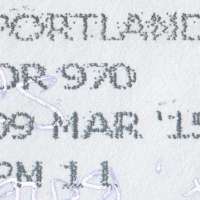 PORTLAND
OR 970
09 MAR '15
PM 11